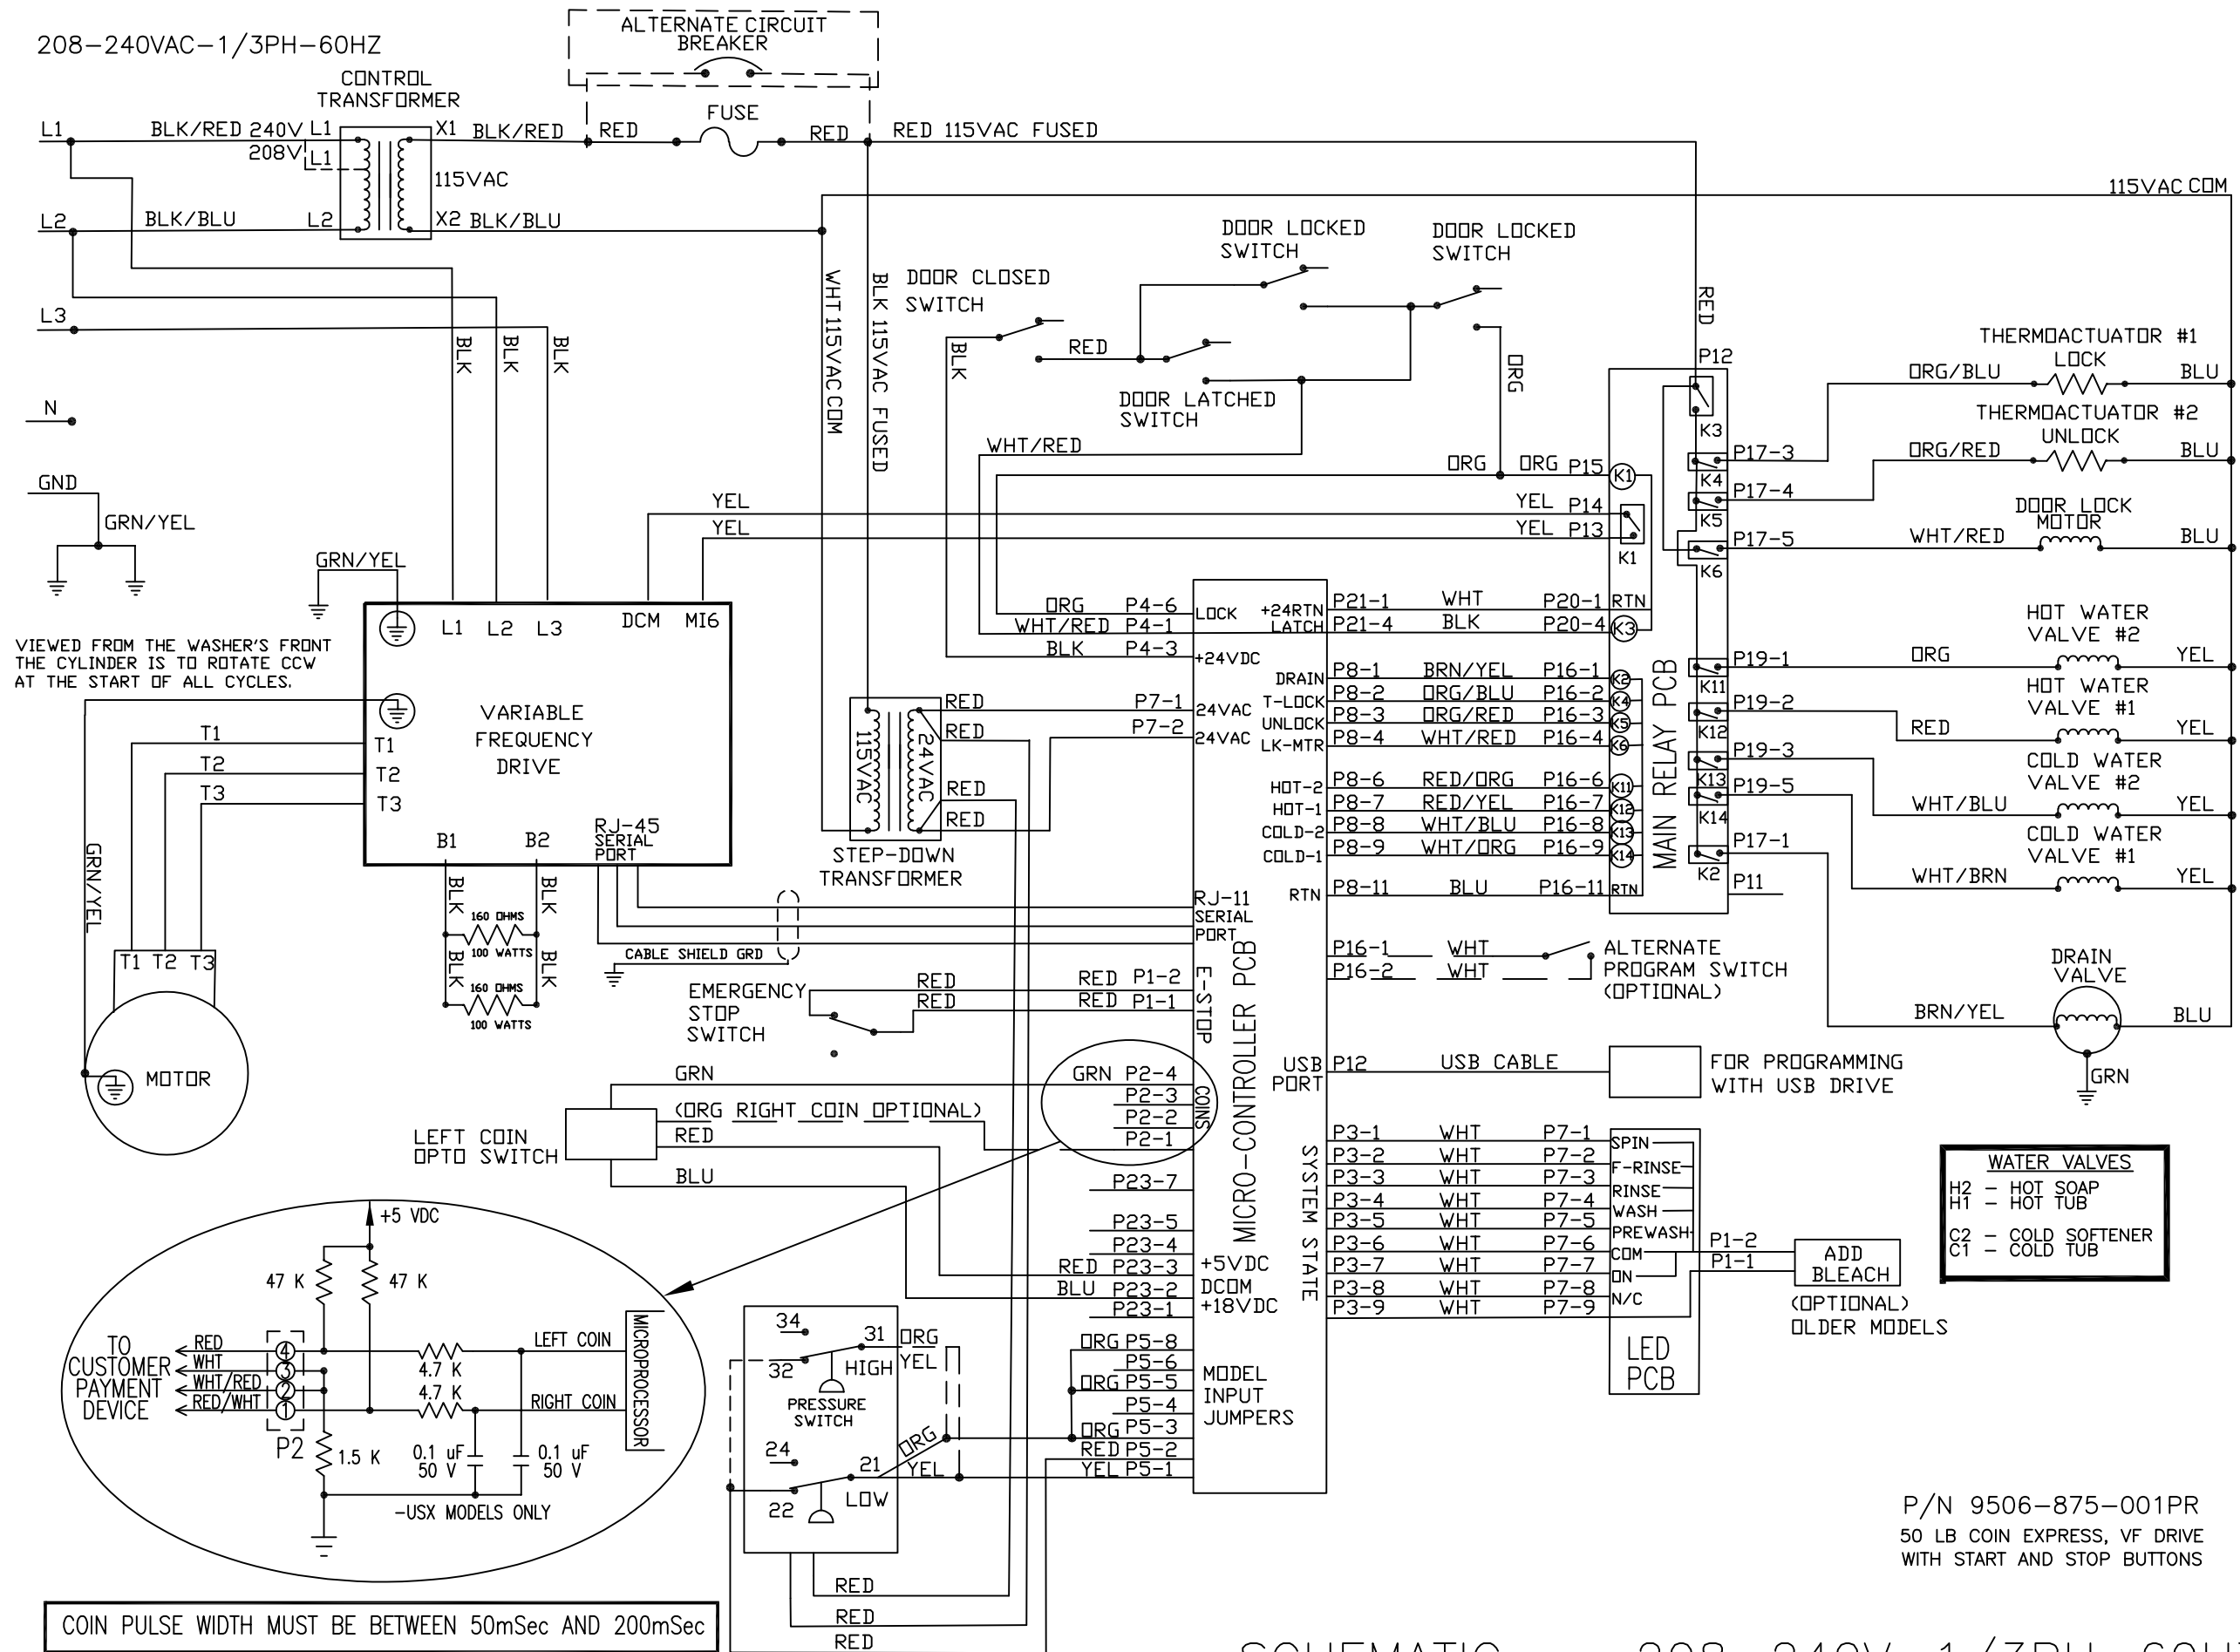 208-240VAC-1/3PH-60HZ
ALTERNATE CIRCUIT
BREAKER
CONTROL
TRANSFORMER
FUSE
L1
BLK/RED
240V
L1
208V
L1
X1
BLK/RED
RED
RED
RED 115VAC FUSED
115VAC
115VAC COM
L2
BLK/BLU
L2
X2
BLK/BLU
L3
N
GND
GRN/YEL
GRN/YEL
BLK
BLK
BLK
WHT 115VAC COM
BLK 115VAC FUSED
DOOR CLOSED
SWITCH
DOOR LOCKED
SWITCH
DOOR LOCKED
SWITCH
BLK
RED
DOOR LATCHED
SWITCH
WHT/RED
ORG
RED
ORG
ORG P15
K1
YEL
YEL P14
YEL
YEL P13
K1
P12
K3
P17-3
K4
P17-4
K5
P17-5
K6
THERMOACTUATOR #1
LOCK
ORG/BLU
BLU
THERMOACTUATOR #2
UNLOCK
ORG/RED
BLU
DOOR LOCK
MOTOR
WHT/RED
BLU
HOT WATER
VALVE #2
ORG
YEL
HOT WATER
VALVE #1
RED
YEL
COLD WATER
VALVE #2
WHT/BLU
YEL
COLD WATER
VALVE #1
WHT/BRN
YEL
DRAIN
VALVE
BRN/YEL
BLU
GRN
P19-1
K11
P19-2
K12
P19-3
K13
P19-5
K14
P17-1
K2
P11
MAIN RELAY PCB
VIEWED FROM THE WASHER'S FRONT
THE CYLINDER IS TO ROTATE CCW
AT THE START OF ALL CYCLES.
L1
L2
L3
DCM
MI6
VARIABLE
FREQUENCY
DRIVE
T1
T2
T3
T1
T2
T3
B1
B2
RJ-45
SERIAL
PORT
GRN/YEL
T1
T2
T3
MOTOR
BLK
BLK
160 OHMS
100 WATTS
BLK
BLK
160 OHMS
100 WATTS
CABLE SHIELD GRD
115VAC
24VAC
STEP-DOWN
TRANSFORMER
RED
RED
RED
RED
ORG P4-6
LOCK
WHT/RED P4-1
BLK P4-3
+24VDC
P7-1
24VAC
P7-2
24VAC
RJ-11
SERIAL
PORT
+24RTN
P21-1
WHT
P20-1
RTN
LATCH
P21-4
BLK
P20-4
K3
DRAIN
P8-1
BRN/YEL
P16-1
K2
T-LOCK
P8-2
ORG/BLU
P16-2
K4
UNLOCK
P8-3
ORG/RED
P16-3
K5
LK-MTR
P8-4
WHT/RED
P16-4
K6
HOT-2
P8-6
RED/ORG
P16-6
K11
HOT-1
P8-7
RED/YEL
P16-7
K12
COLD-2
P8-8
WHT/BLU
P16-8
K13
COLD-1
P8-9
WHT/ORG
P16-9
K14
RTN
P8-11
BLU
P16-11
RTN
P16-1
WHT
P16-2
WHT
ALTERNATE
PROGRAM SWITCH
(OPTIONAL)
MICRO-CONTROLLER PCB
E-STOP
EMERGENCY
STOP
SWITCH
RED
RED P1-2
RED
RED P1-1
USB
PORT
P12
USB CABLE
FOR PROGRAMMING
WITH USB DRIVE
GRN
GRN P2-4
P2-3
P2-2
P2-1
COINS
(ORG RIGHT COIN OPTIONAL)
RED
LEFT COIN
OPTO SWITCH
BLU
P23-7
P23-5
P23-4
RED P23-3
+5VDC
BLU P23-2
DCOM
P23-1
+18VDC
SYSTEM STATE
P3-1
WHT
P7-1
SPIN
P3-2
WHT
P7-2
F-RINSE
P3-3
WHT
P7-3
RINSE
P3-4
WHT
P7-4
WASH
P3-5
WHT
P7-5
PREWASH
P3-6
WHT
P7-6
COM
P3-7
WHT
P7-7
ON
P3-8
WHT
P7-8
N/C
P3-9
WHT
P7-9
LED
PCB
P1-2
P1-1
ADD
BLEACH
(OPTIONAL)
OLDER MODELS
WATER VALVES
H2 - HOT SOAP
H1 - HOT TUB
C2 - COLD SOFTENER
C1 - COLD TUB
+5 VDC
47 K
47 K
TO
CUSTOMER
PAYMENT
DEVICE
RED
4
WHT
3
WHT/RED
2
RED/WHT
1
P2
4.7 K
4.7 K
LEFT COIN
RIGHT COIN
MICROPROCESSOR
1.5 K
0.1 uF
50 V
0.1 uF
50 V
-USX MODELS ONLY
COIN PULSE WIDTH MUST BE BETWEEN 50mSec AND 200mSec
34
31
32
HIGH
ORG
YEL
PRESSURE
SWITCH
24
21
22
LOW
ORG
YEL
RED
RED
RED
ORG P5-8
P5-6
ORG P5-5
P5-4
ORG P5-3
RED P5-2
YEL P5-1
MODEL
INPUT
JUMPERS
P/N 9506-875-001PR
50 LB COIN EXPRESS, VF DRIVE
WITH START AND STOP BUTTONS